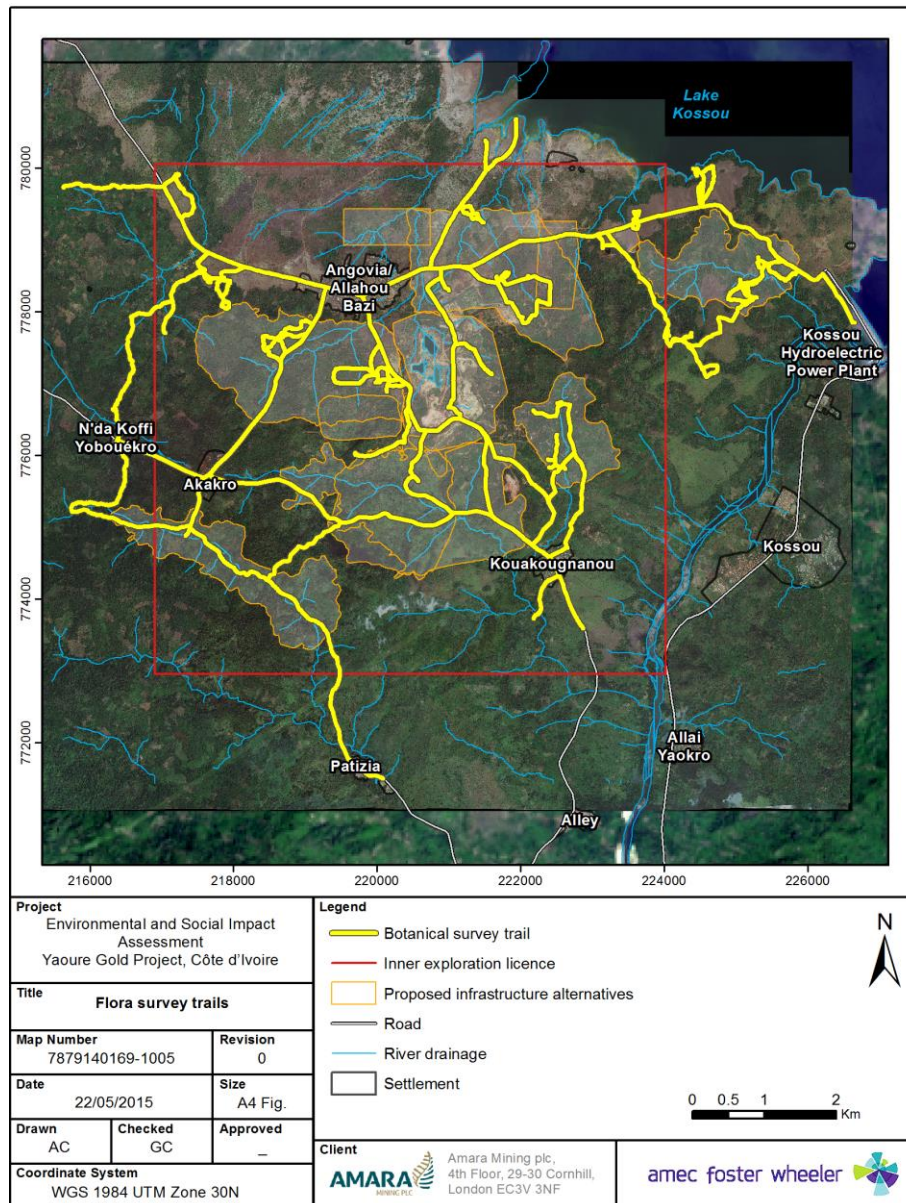 Lake
Kossou
780000
778000
776000
774000
772000
Angovia/
Allahou
Bazi
Kossou
Hydroelectric
Power Plant
N'da Koffi
Yobouékro
Akakro
Kouakougnanou
Kossou
Allai
Yaokro
Patizia
Alley
216000
218000
220000
222000
224000
226000
Project
Environmental and Social Impact
Assessment
Yaoure Gold Project, Côte d'Ivoire
Title
Flora survey trails
Map Number
7879140169-1005
Revision
0
Date
22/05/2015
Size
A4 Fig.
Drawn
AC
Checked
GC
Approved
_
Coordinate System
WGS 1984 UTM Zone 30N
Legend
Botanical survey trail
Inner exploration licence
Proposed infrastructure alternatives
Road
River drainage
Settlement
N
0 0.5 1 2
Km
Client
AMARA
MINING PLC
Amara Mining plc,
4th Floor, 29-30 Cornhill,
London EC3V 3NF
amec foster wheeler